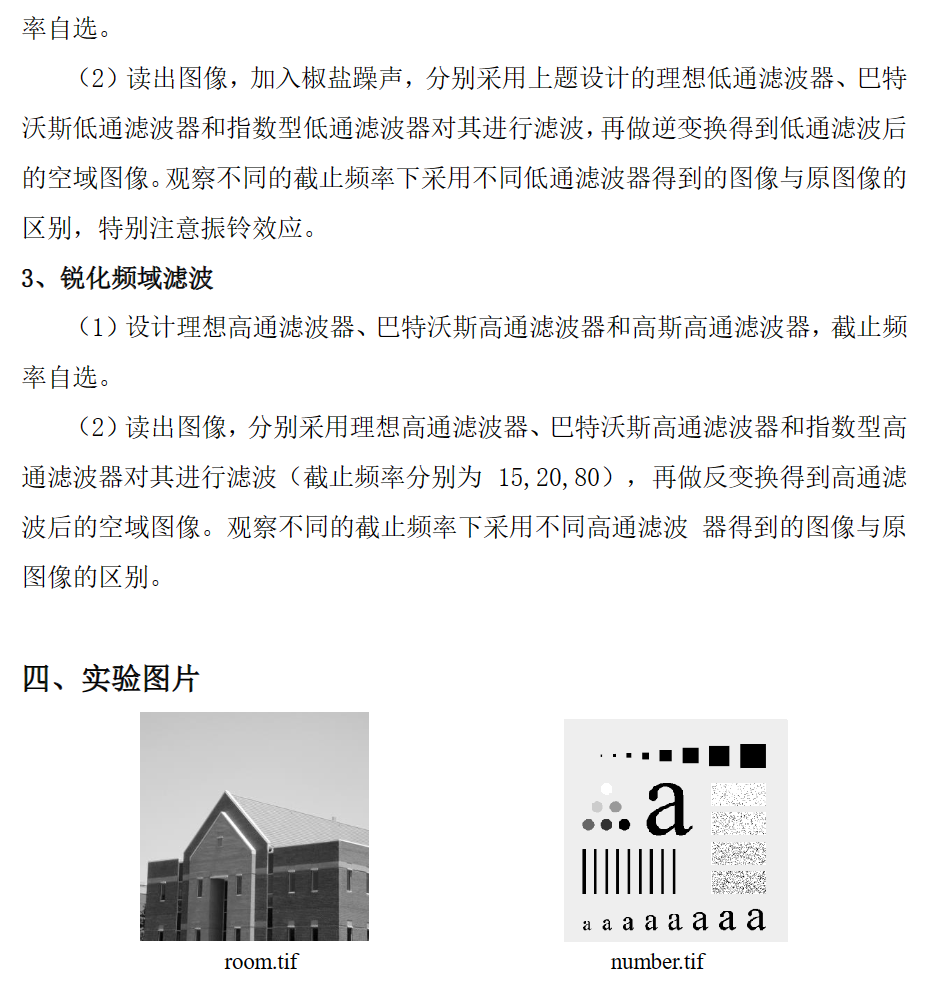 率自选。
（2）读出图像，加入椒盐躁声，分别采用上题设计的理想低通滤波器、巴特
沃斯低通滤波器和指数型低通滤波器对其进行滤波，再做逆变换得到低通滤波后
的空域图像。观察不同的截止频率下采用不同低通滤波器得到的图像与原图像的
区别，特别注意振铃效应。
3、锐化频域滤波
（1）设计理想高通滤波器、巴特沃斯高通滤波器和高斯高通滤波器，截止频
率自选。
（2）读出图像，分别采用理想高通滤波器、巴特沃斯高通滤波器和指数型高
通滤波器对其进行滤波（截止频率分别为 15,20,80），再做反变换得到高通滤
波后的空域图像。观察不同的截止频率下采用不同高通滤波 器得到的图像与原
图像的区别。
四、实验图片
a
a a a a a a a a
room.tif number.tif